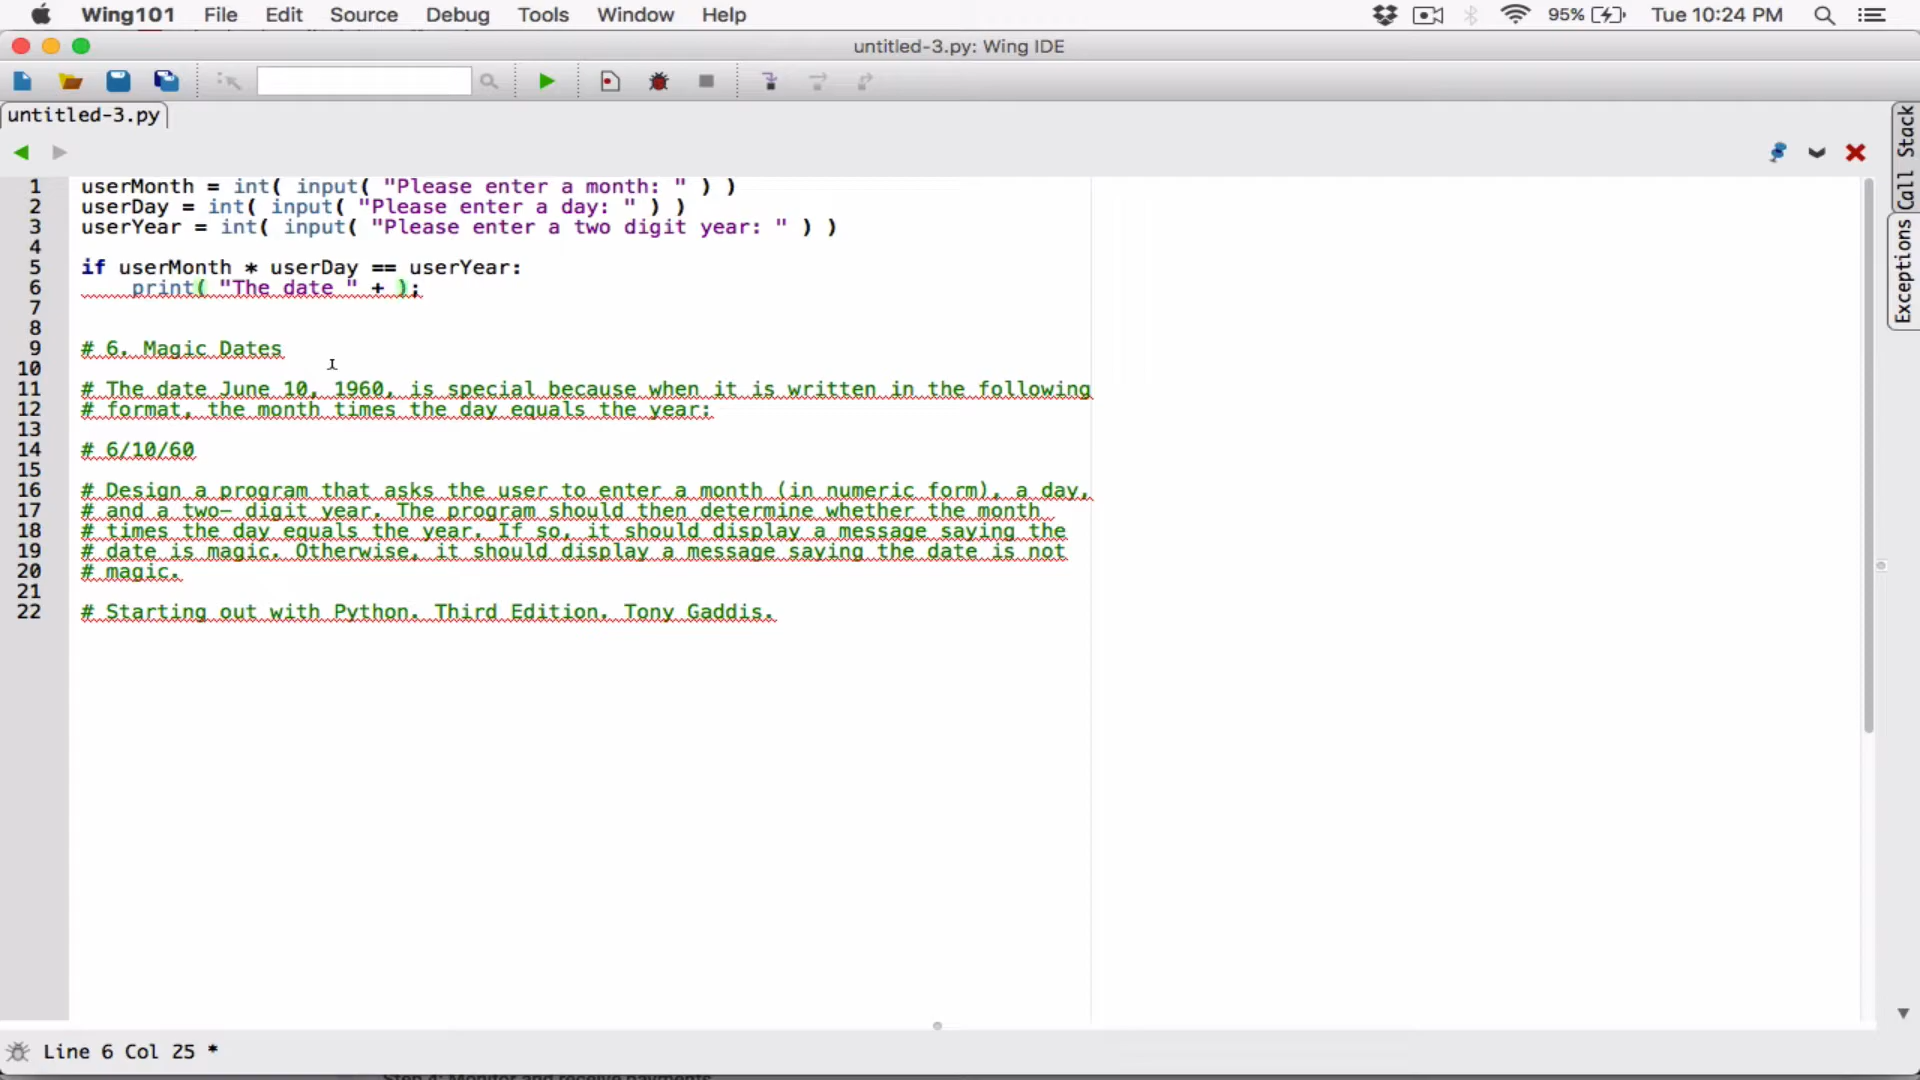 Wing101 File Edit Source Debug Tools Window Help 95% Tue 10:24 PM
untitled-3.py: Wing IDE
untitled-3.py
1 userMonth = int( input( "Please enter a month: " ) )
2 userDay = int( input( "Please enter a day: " ) )
3 userYear = int( input( "Please enter a two digit year: " ) )
4
5 if userMonth * userDay == userYear:
6 print( "The date " + );
7
8
9 # 6. Magic Dates
10
11 # The date June 10, 1960, is special because when it is written in the following
12 # format, the month times the day equals the year:
13
14 # 6/10/60
15
16 # Design a program that asks the user to enter a month (in numeric form), a day,
17 # and a two- digit year. The program should then determine whether the month
18 # times the day equals the year. If so, it should display a message saying the
19 # date is magic. Otherwise, it should display a message saying the date is not
20 # magic.
21
22 # Starting out with Python. Third Edition. Tony Gaddis.
Call Stack
Exceptions
Line 6 Col 25 *
Step 4: Monitor and receive payments